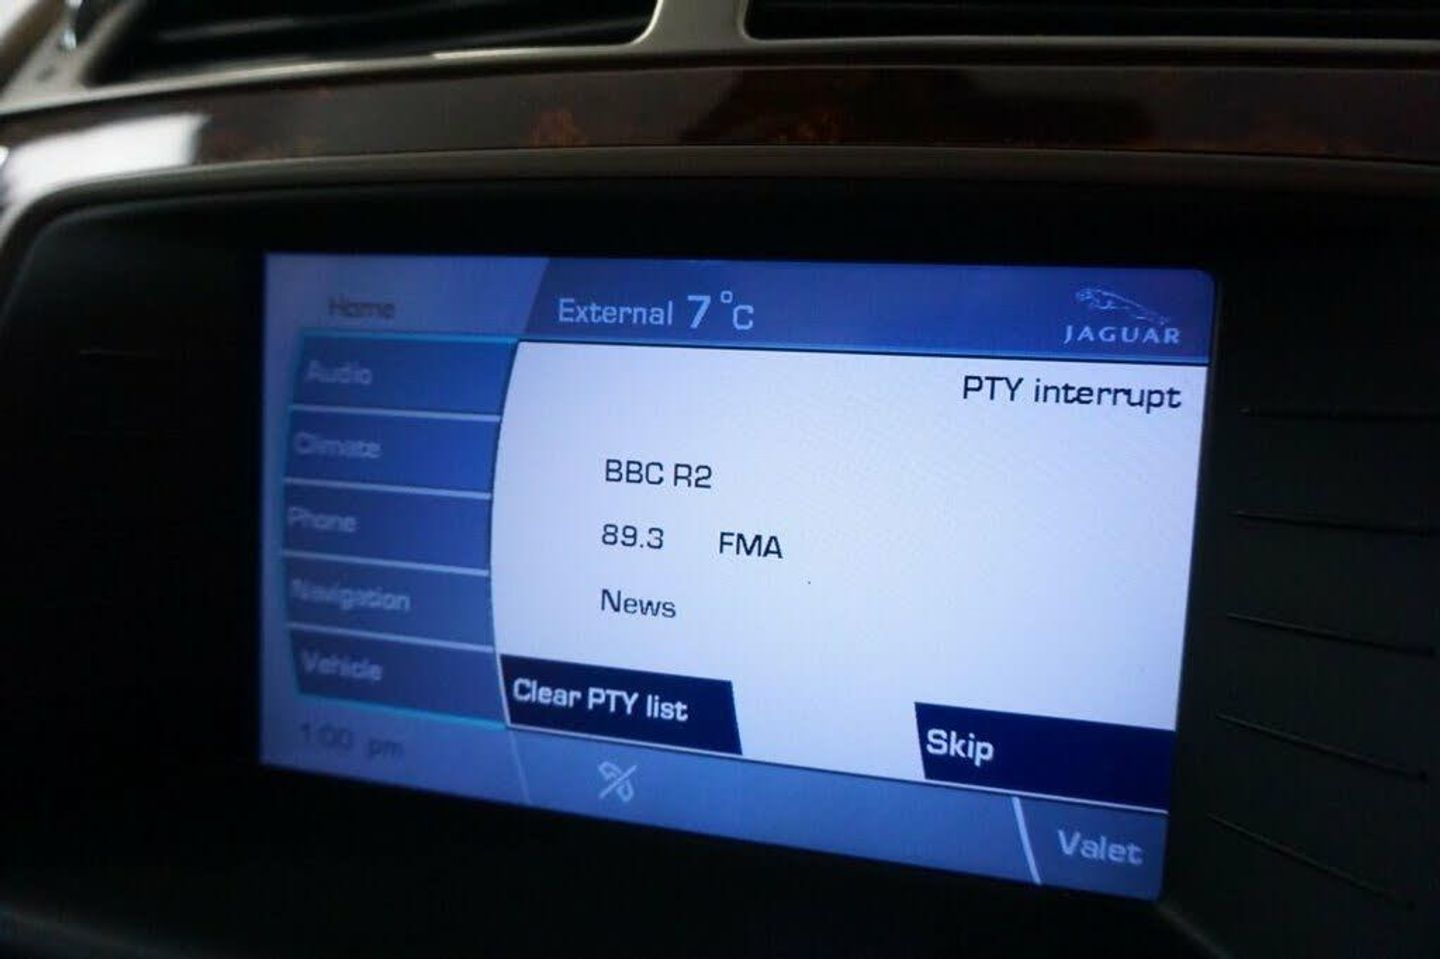 Home
External 7°C
JAGUAR
Audio
Climate
Phone
Navigation
Vehicle
1:00 pm
PTY interrupt
BBC R2
89.3 FMA
News
Clear PTY list
Skip
Valet